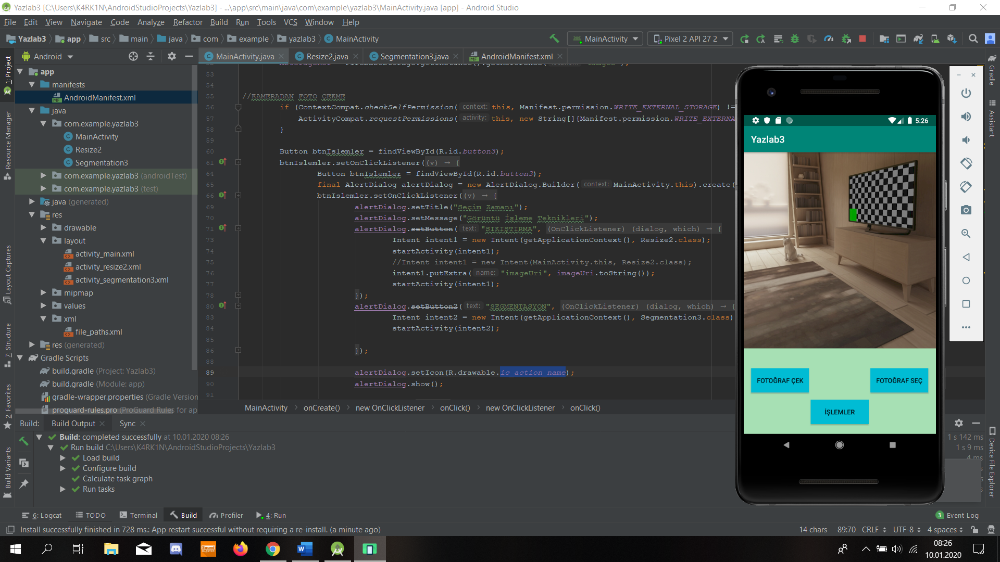 Yazlab3 [C:\Users\K4RK1N\AndroidStudioProjects\Yazlab3] - ...\app\src\main\java\com\example\yazlab3\MainActivity.java [app] - Android Studio
File Edit View Navigate Code Analyze Refactor Build Run Tools VCS Window Help
Yazlab3 app src main java com example yazlab3 MainActivity
MainActivity Pixel 2 API 27 2
Android
MainActivity.java Resize2.java Segmentation3.java AndroidManifest.xml
1: Project
Resource Manager
Layout Captures
7: Structure
2: Favorites
Build Variants
app
manifests
AndroidManifest.xml
java
com.example.yazlab3
MainActivity
Resize2
Segmentation3
com.example.yazlab3 (androidTest)
com.example.yazlab3 (test)
java (generated)
res
drawable
layout
activity_main.xml
activity_resize2.xml
activity_segmentation3.xml
mipmap
values
xml
file_paths.xml
res (generated)
Gradle Scripts
build.gradle (Project: Yazlab3)
build.gradle (Module: app)
gradle-wrapper.properties (Gradle Version
proguard-rules.pro (ProGuard Rules for ap
53
54
55 //KAMERADAN FOTO ÇEKME
56 if (ContextCompat.checkSelfPermission( context: this, Manifest.permission.WRITE_EXTERNAL_STORAGE) !=
57 ActivityCompat.requestPermissions( activity: this, new String[]{Manifest.permission.WRITE_EXTERNA
58 }
59
60 Button btnIslemler = findViewById(R.id.button3);
61 btnIslemler.setOnClickListener((v) → {
64 Button btnIslemler = findViewById(R.id.button3);
65 final AlertDialog alertDialog = new AlertDialog.Builder( context: MainActivity.this).create(
66 btnIslemler.setOnClickListener((v) → {
69 alertDialog.setTitle("Seçim Zamanı");
70 alertDialog.setMessage("Görüntü İşleme Teknikleri");
71 alertDialog.setButton( text: "SIKIŞTIRMA", (OnClickListener) (dialog, which) → {
73 Intent intent1 = new Intent(getApplicationContext(), Resize2.class);
74 startActivity(intent1);
75 //Intent intent1 = new Intent(MainActivity.this, Resize2.class);
76 intent1.putExtra( name: "imageUri", imageUri.toString());
77 startActivity(intent1);
78 });
80 alertDialog.setButton2( text: "SEGMENTASYON", (OnClickListener) (dialog, which) → {
83 Intent intent2 = new Intent(getApplicationContext(), Segmentation3.class)
84 startActivity(intent2);
85
86 });
88
89 alertDialog.setIcon(R.drawable.ic_action_name);
90 alertDialog.show();
91
MainActivity onCreate() new OnClickListener onClick() new OnClickListener onClick()
5:26
Yazlab3
FOTOĞRAF ÇEK FOTOĞRAF SEÇ
İŞLEMLER
Gradle
Assistant
Device File Explorer
Build: Build Output Sync
Build: completed successfully at 10.01.2020 08:26 1 s 142 ms
Run build C:\Users\K4RK1N\AndroidStudioProjects\Yazlab3 1 s 9 ms
Load build 4 ms
Configure build
Calculate task graph
Run tasks
6: Logcat TODO Terminal Build Profiler 4: Run 3 Event Log
Install successfully finished in 728 ms.: App restart successful without requiring a re-install. (a minute ago) 14 chars 89:70 CRLF UTF-8 4 spaces
Sound BLASTER
08:26
10.01.2020